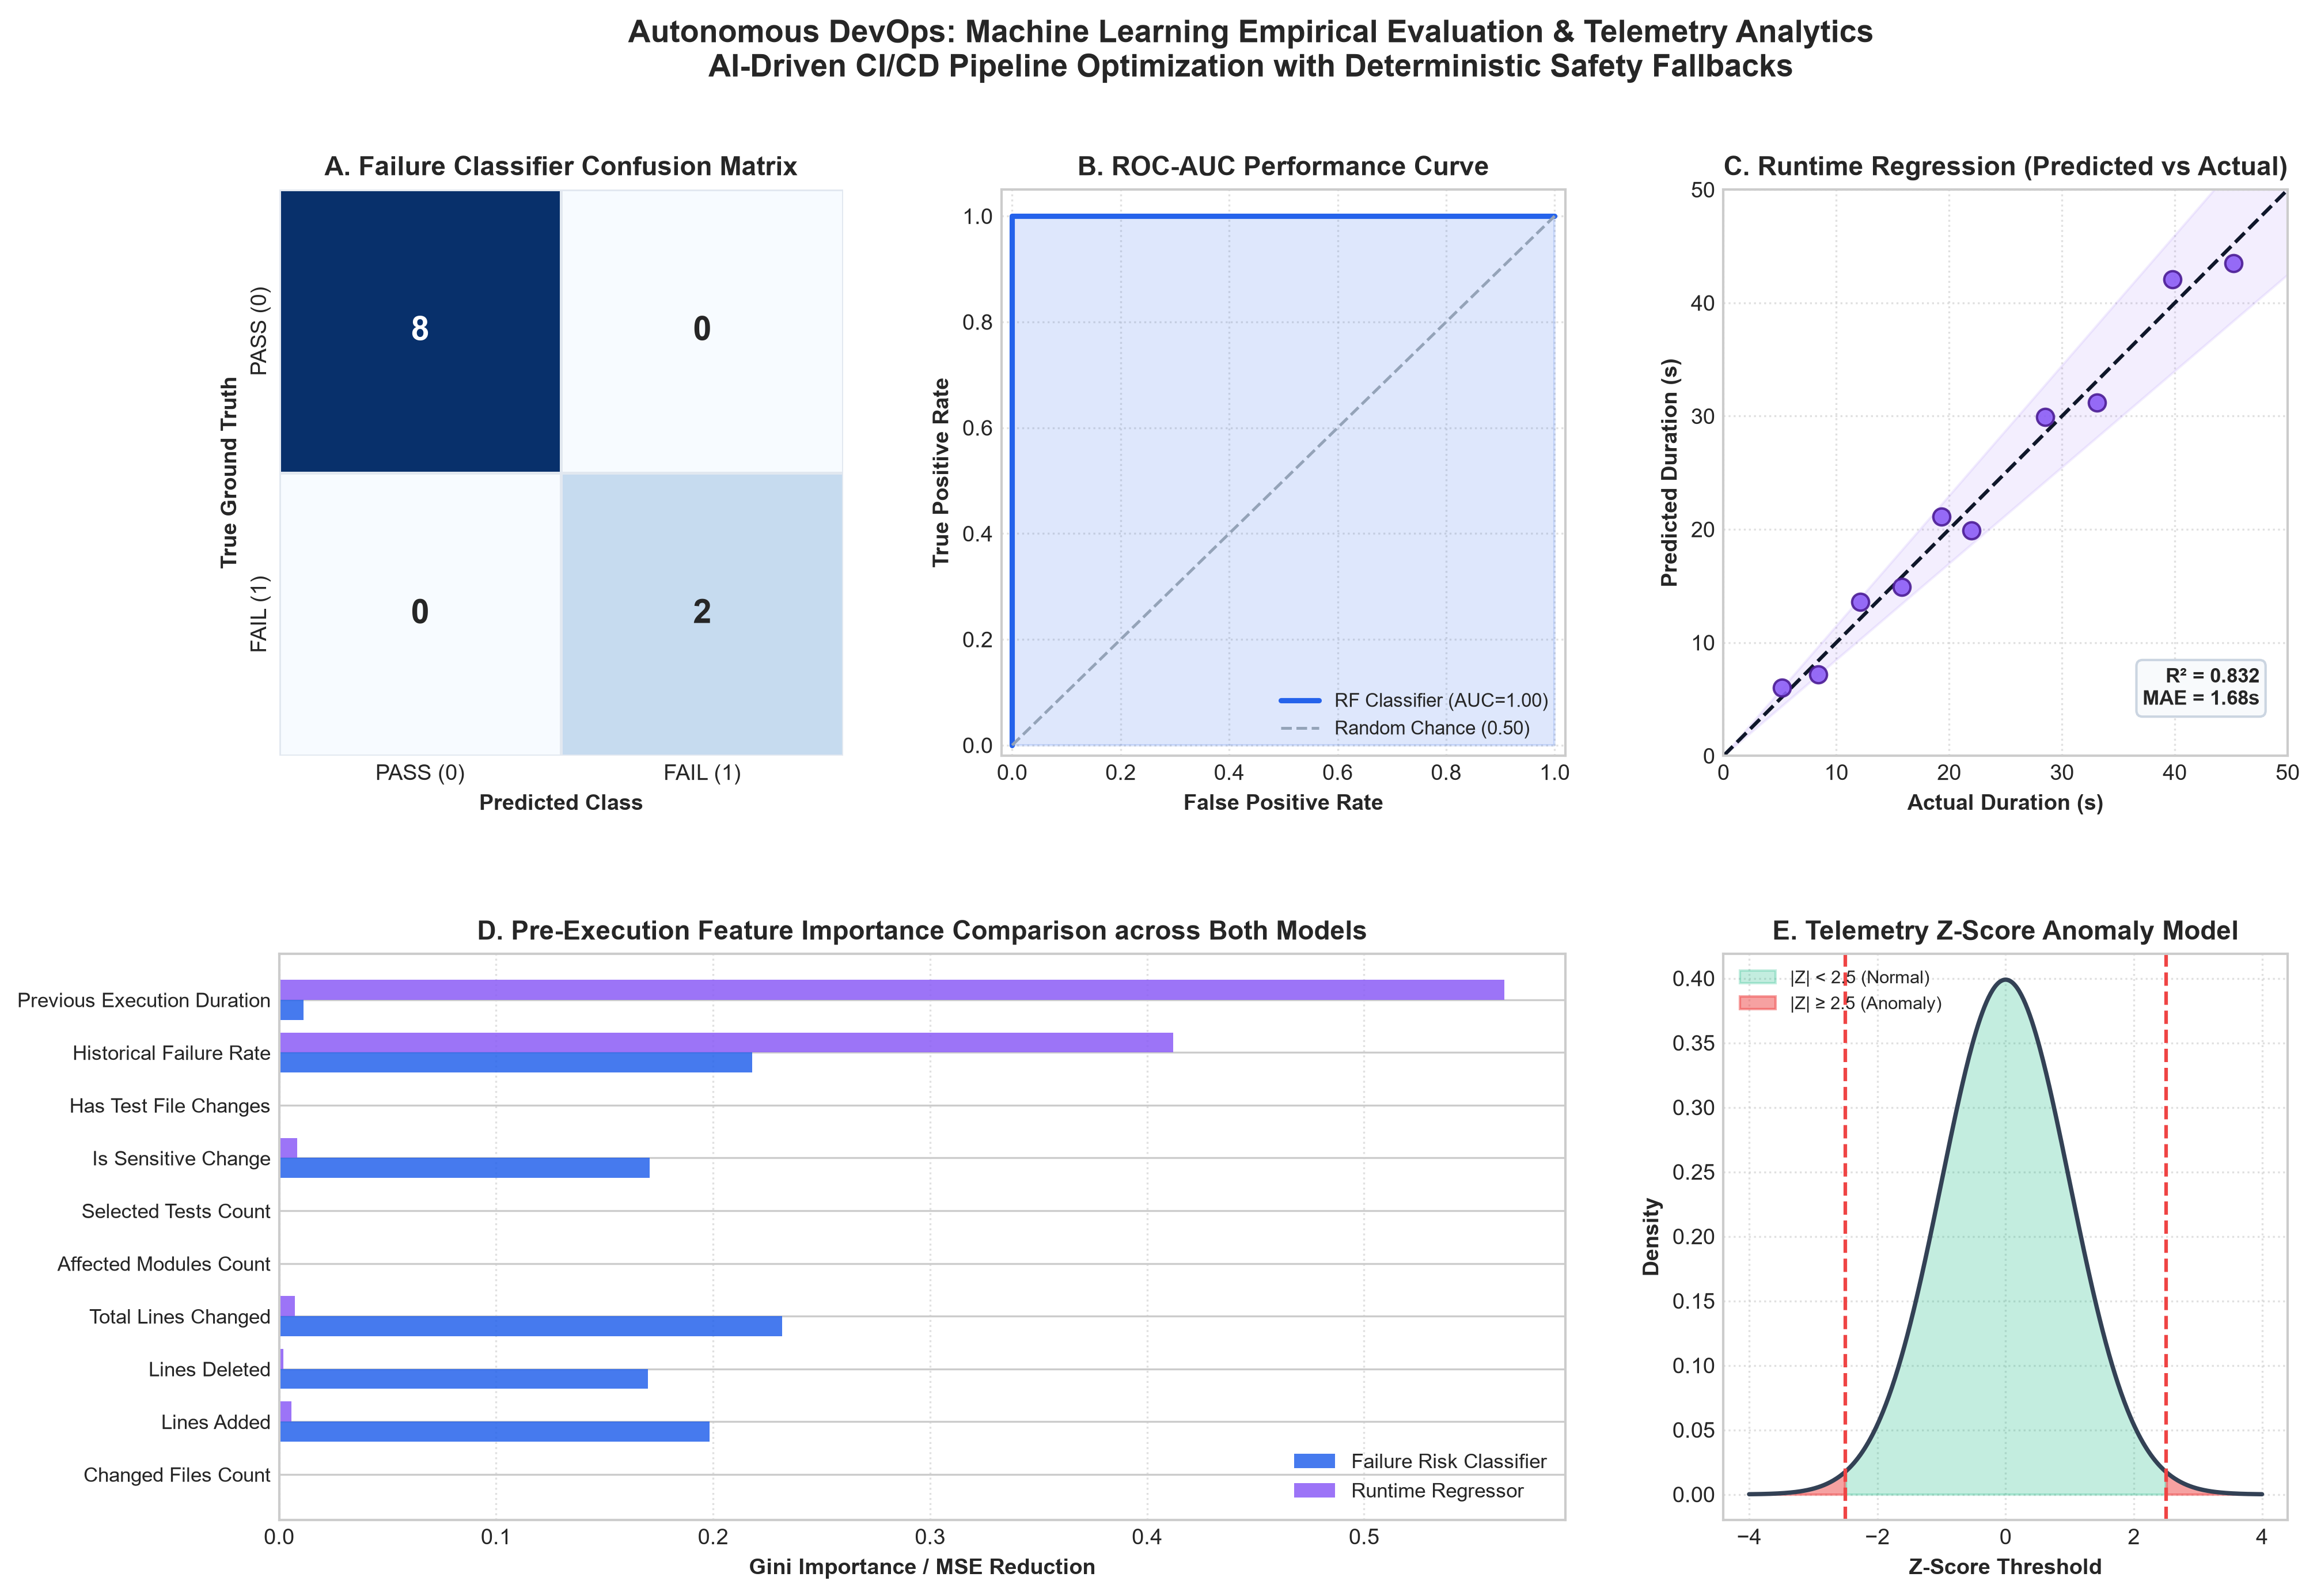 Autonomous DevOps: Machine Learning Empirical Evaluation & Telemetry Analytics
AI-Driven CI/CD Pipeline Optimization with Deterministic Safety Fallbacks
A. Failure Classifier Confusion Matrix
True Ground Truth
PASS (0)
FAIL (1)
8
0
0
2
PASS (0)
FAIL (1)
Predicted Class
B. ROC-AUC Performance Curve
True Positive Rate
1.0
0.8
0.6
0.4
0.2
0.0
RF Classifier (AUC=1.00)
Random Chance (0.50)
0.0
0.2
0.4
0.6
0.8
1.0
False Positive Rate
C. Runtime Regression (Predicted vs Actual)
Predicted Duration (s)
50
40
30
20
10
0
R² = 0.832
MAE = 1.68s
0
10
20
30
40
50
Actual Duration (s)
D. Pre-Execution Feature Importance Comparison across Both Models
Previous Execution Duration
Historical Failure Rate
Has Test File Changes
Is Sensitive Change
Selected Tests Count
Affected Modules Count
Total Lines Changed
Lines Deleted
Lines Added
Changed Files Count
Failure Risk Classifier
Runtime Regressor
0.0
0.1
0.2
0.3
0.4
0.5
Gini Importance / MSE Reduction
E. Telemetry Z-Score Anomaly Model
|Z| < 2.5 (Normal)
|Z| ≥ 2.5 (Anomaly)
Density
0.40
0.35
0.30
0.25
0.20
0.15
0.10
0.05
0.00
−4
−2
0
2
4
Z-Score Threshold